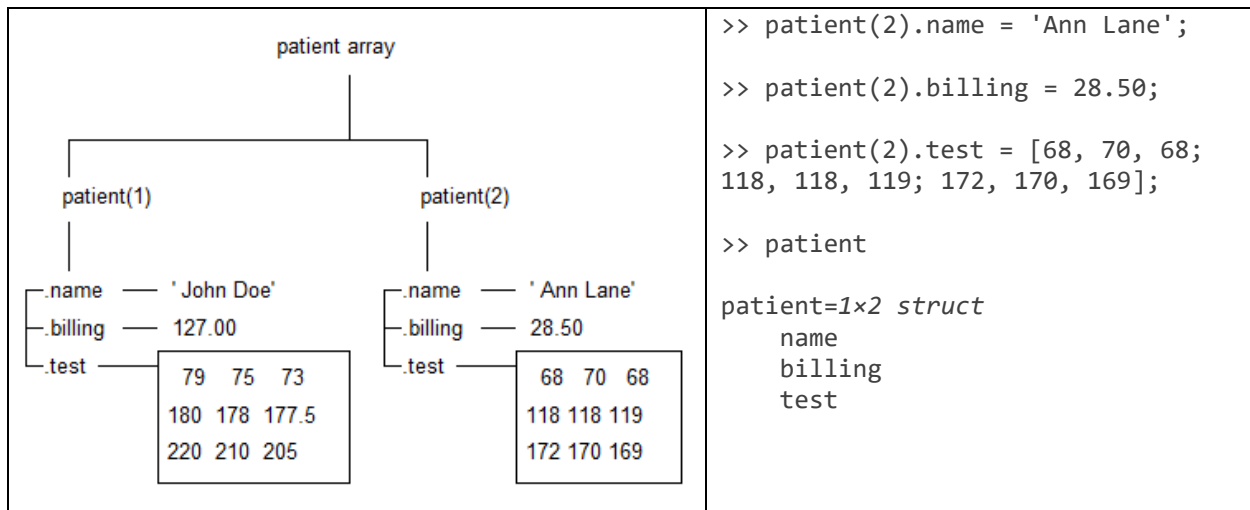 patient array
patient(1) patient(2)
.name ' John Doe' .name ' Ann Lane'
.billing 127.00 .billing 28.50
.test .test
79 75 73 68 70 68
180 178 177.5 118 118 119
220 210 205 172 170 169
>> patient(2).name = 'Ann Lane';
>> patient(2).billing = 28.50;
>> patient(2).test = [68, 70, 68;
118, 118, 119; 172, 170, 169];
>> patient
patient=1×2 struct
name
billing
test